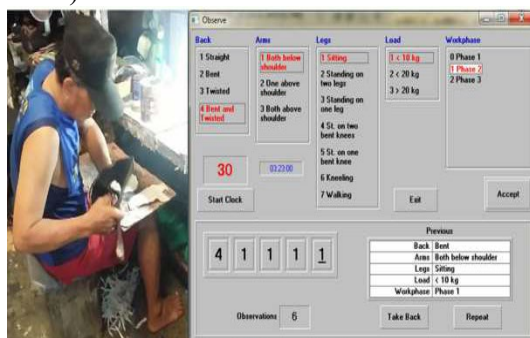 Observe
Back
1 Straight
2 Bent
3 Twisted
4 Bent and
Twisted
Arms
1 Both below
shoulder
2 One above
shoulder
3 Both above
shoulder
Legs
1 Sitting
2 Standing on
two legs
3 Standing on
one leg
4 St. on two
bent knees
5 St. on one
bent knee
6 Kneeling
7 Walking
Load
1 < 10 kg
2 < 20 kg
3 > 20 kg
Workphase
0 Phase 1
1 Phase 2
2 Phase 3
30
03:23:00
Start Clock
Exit
Accept
4 1 1 1 1
Observations 6
Previous
Back Bent
Arms Both below shoulder
Legs Sitting
Load < 10 kg
Workphase Phase 1
Take Back
Repeat